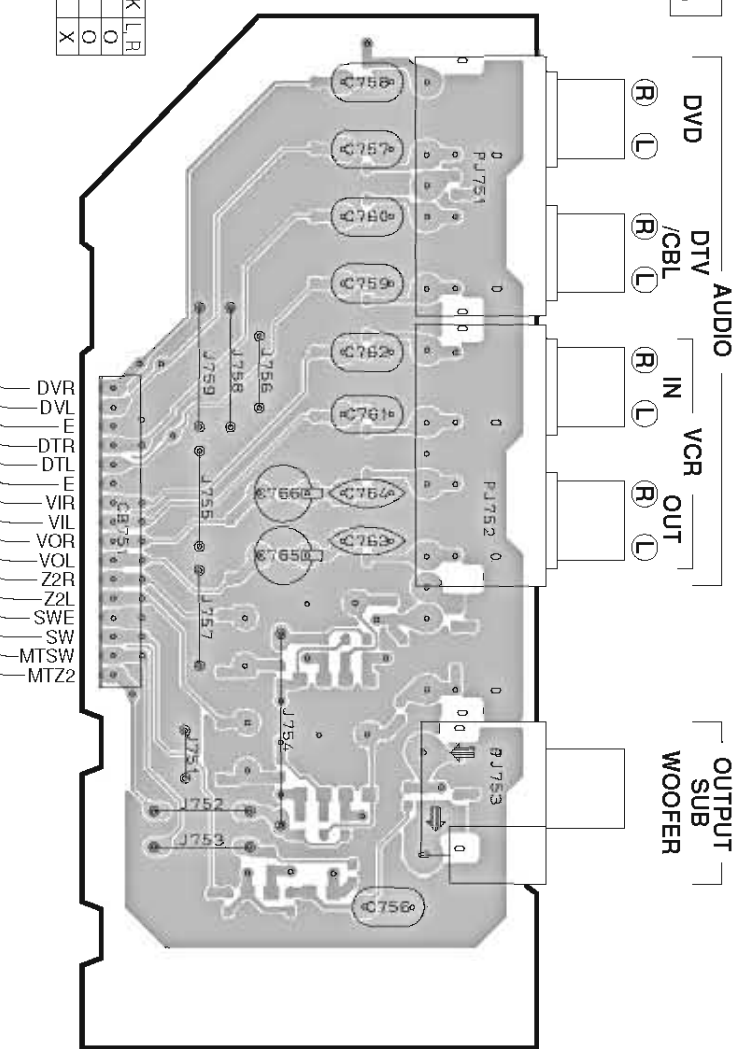 K L,R
O
O
X
AUDIO
DVD
R
L
DTV
/CBL
R
L
VCR
IN
R
L
OUT
R
L
OUTPUT
SUB
WOOFER
C758
C757
C760
C759
C762
C761
C766
C764
C765
C763
C756
PJ751
PJ752
PJ753
J759
J758
J756
J755
J757
J754
J751
J752
J753
CB751
DVR
DVL
E
DTR
DTL
E
VIR
VIL
VOR
VOL
Z2R
Z2L
SWE
SW
MTSW
MTZ2